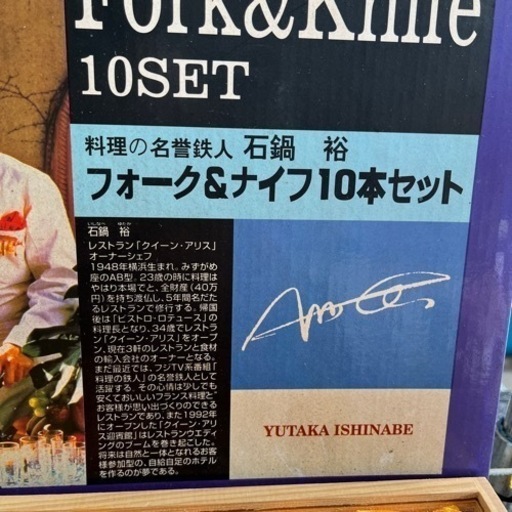 Fork&Knife
10SET
料理の名誉鉄人 石鍋 裕
フォーク&ナイフ10本セット
いしなべ ゆたか
石鍋 裕
レストラン「クイーン・アリス」
オーナーシェフ
1948年横浜生まれ。みずがめ
座のAB型。23歳の時に料理は
やはり本場でと、全財産(40万
円)を持ち渡仏し、5年間名だた
るレストランで修行する。帰国
後は「ビストロ・ロテュース」の料
理長となり、34歳でレストラ
ン「クイーン・アリス」をオープ
ン、現在3軒のレストランと食材
の輸入会社のオーナーとなる。
まだ最近では、フジTV系番組「
料理の鉄人」の名誉鉄人として
活躍する。その心情は少しでも
安くておいしいフランス料理と
お客様が思い出づくりのできる
レストランであり、また1992年
にオープンした「クイーン・アリ
ス迎賓館」はレストランウエディ
ングのブームを巻き起こした。
将来は自然と一体となれるお客
様参加型の、自給自足のホテル
を作るのが夢である。
YUTAKA ISHINABE